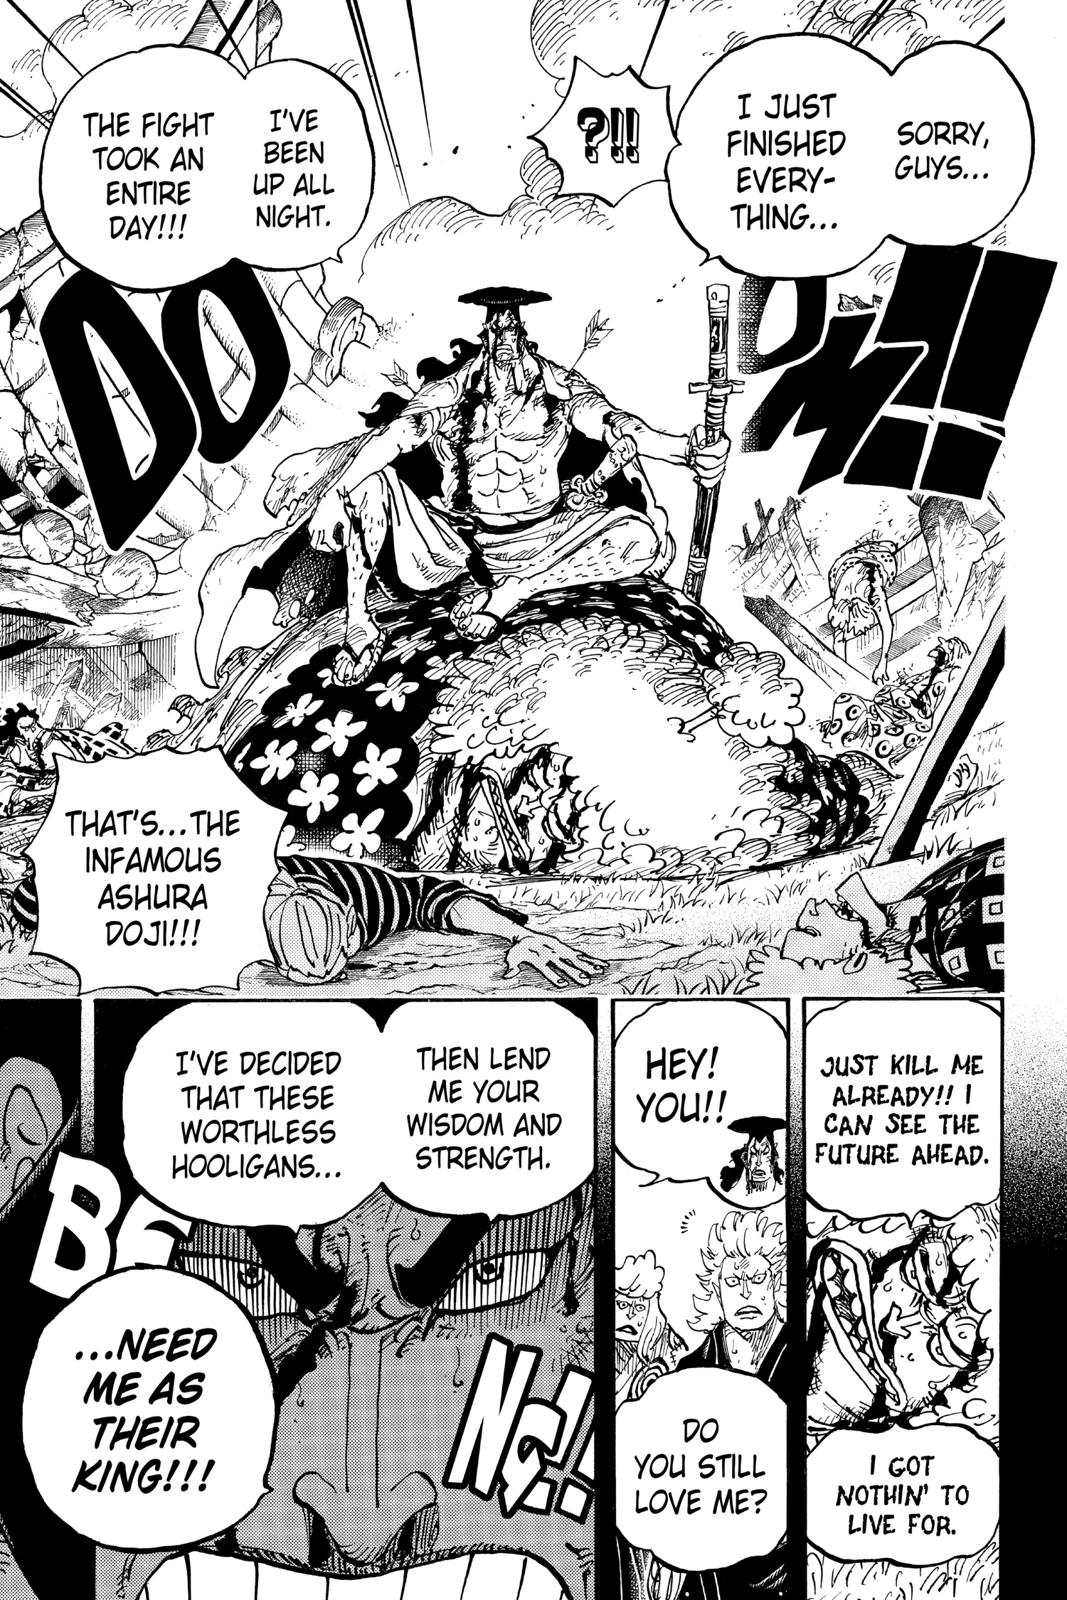 SORRY,
GUYS...
I JUST
FINISHED
EVERY-
THING...
?!!
I'VE
BEEN
UP ALL
NIGHT.
THE FIGHT
TOOK AN
ENTIRE
DAY!!!
DOOM!!
THAT'S...THE
INFAMOUS
ASHURA
DOJI!!!
JUST KILL ME
ALREADY!! I
CAN SEE THE
FUTURE AHEAD.
I GOT
NOTHIN' TO
LIVE FOR.
HEY!
YOU!!
DO
YOU STILL
LOVE ME?
THEN LEND
ME YOUR
WISDOM AND
STRENGTH.
I'VE DECIDED
THAT THESE
WORTHLESS
HOOLIGANS...
...NEED
ME AS
THEIR
KING!!!